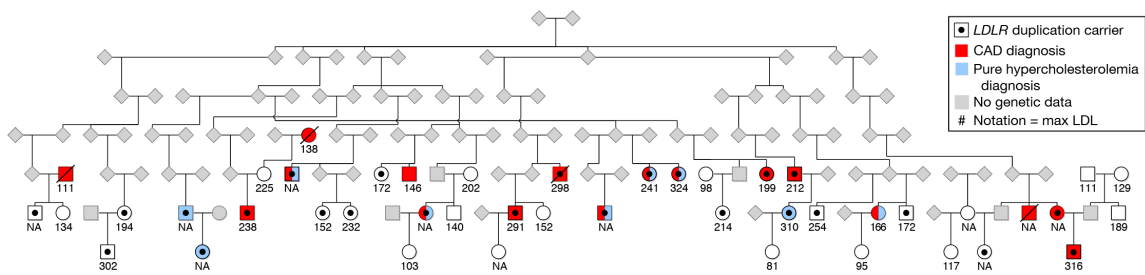 LDLR duplication carrier
CAD diagnosis
Pure hypercholesterolemia
diagnosis
No genetic data
# Notation = max LDL
138
111 225 NA 172 146 202 298 NA 241 324 98 199 212 111 129
NA 134 194 238 152 232 NA 140 291 152 214 310 254 166 172 NA NA NA 189
302 NA 103 NA 81 95 117 NA 316